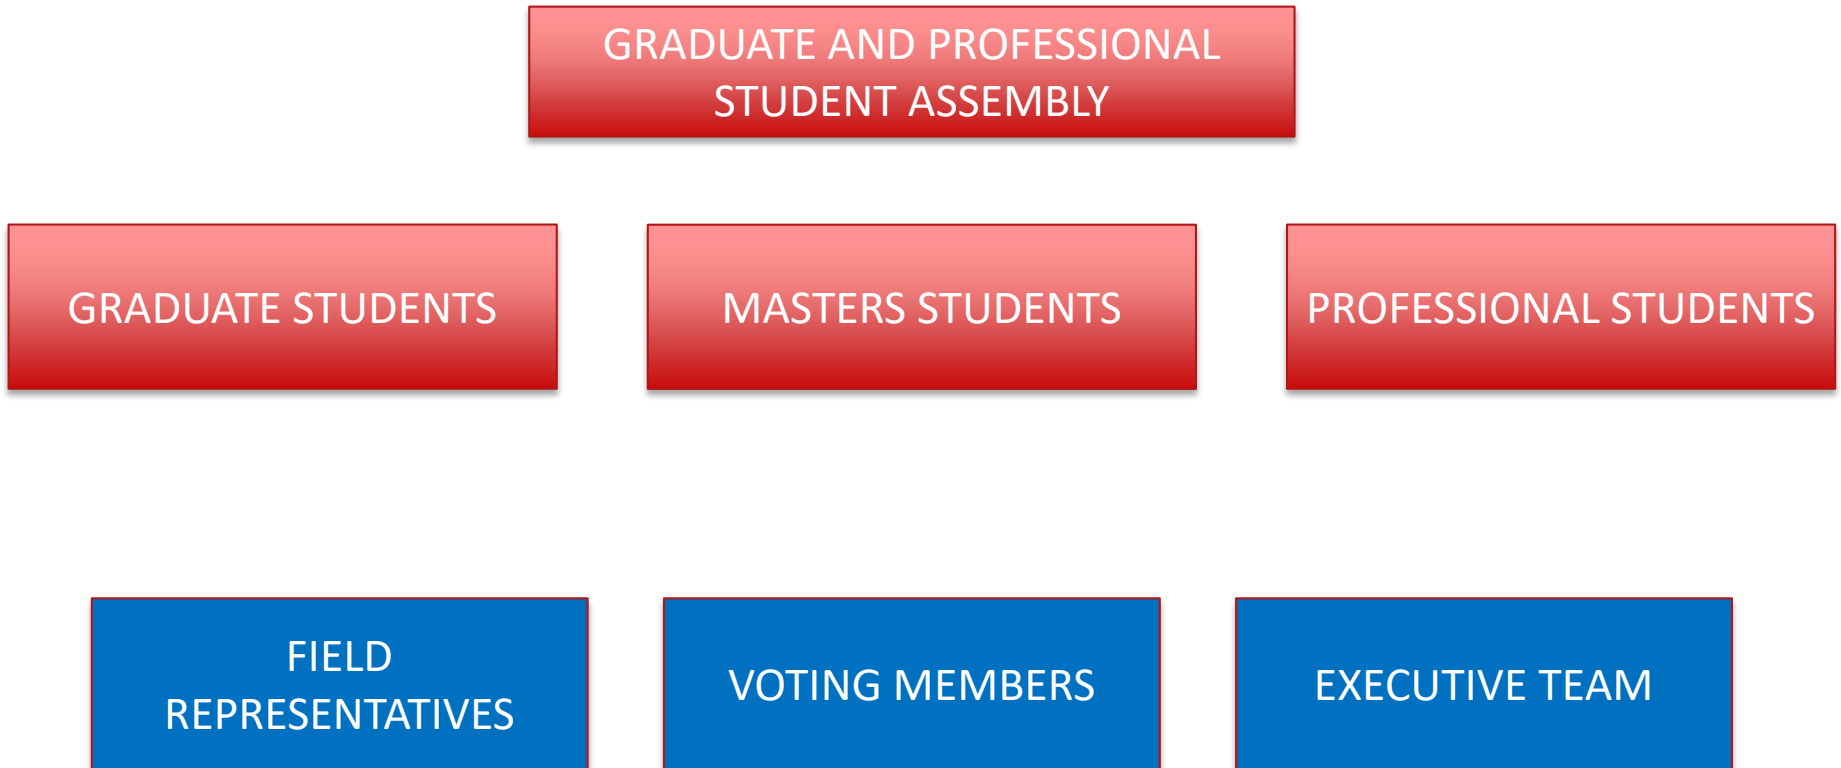 GRADUATE AND PROFESSIONAL
STUDENT ASSEMBLY
GRADUATE STUDENTS
MASTERS STUDENTS
PROFESSIONAL STUDENTS
FIELD
REPRESENTATIVES
VOTING MEMBERS
EXECUTIVE TEAM